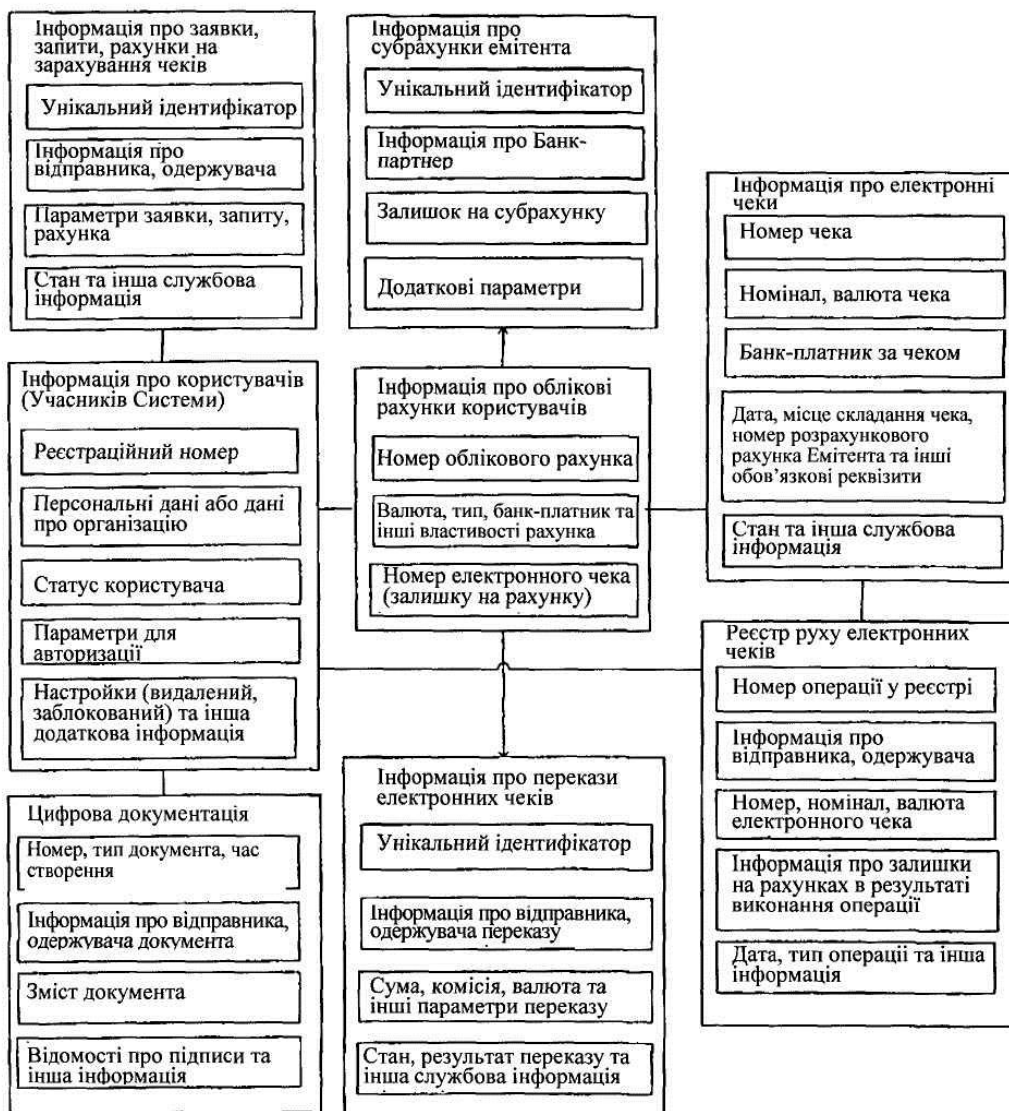 Інформація про заявки,
запити, рахунки на
зарахування чеків
Унікальний ідентифікатор
Інформація про
відправника, одержувача
Параметри заявки, запиту,
рахунка
Стан та інша службова
інформація
Інформація про
субрахунки емітента
Унікальний ідентифікатор
Інформація про Банк-
партнер
Залишок на субрахунку
Додаткові параметри
Інформація про електронні
чеки
Номер чека
Номінал, валюта чека
Банк-платник за чеком
Дата, місце складання чека,
номер розрахункового
рахунка Емітента та інші
обов’язкові реквізити
Стан та інша службова
інформація
Інформація про користувачів
(Учасників Системи)
Реєстраційний номер
Персональні дані або дані
про організацію
Статус користувача
Параметри для
авторизації
Настройки (видалений,
заблокований) та інша
додаткова інформація
Інформація про облікові
рахунки користувачів
Номер облікового рахунка
Валюта, тип, банк-платник та
інші властивості рахунка
Номер електронного чека
(залишку на рахунку)
Реєстр руху електронних
чеків
Номер операції у реєстрі
Інформація про
відправника, одержувача
Номер, номінал, валюта
електронного чека
Інформація про залишки
на рахунках в результаті
виконання операції
Дата, тип операції та інша
інформація
Цифрова документація
Номер, тип документа, час
створення
Інформація про відправника,
одержувача документа
Зміст документа
Відомості про підписи та
інша інформація
Інформація про перекази
електронних чеків
Унікальний ідентифікатор
Інформація про відправника,
одержувача переказу
Сума, комісія, валюта та
інші параметри переказу
Стан, результат переказу та
інша службова інформація